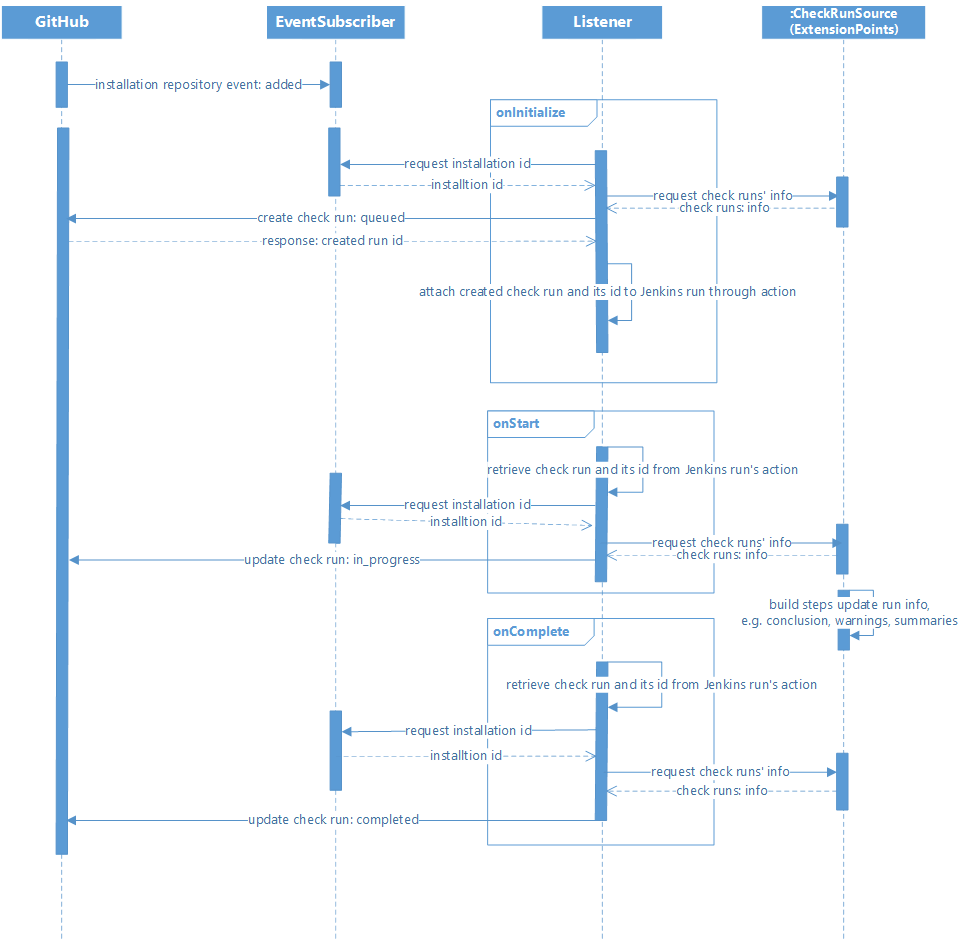 GitHub
EventSubscriber
Listener
:CheckRunSource
(ExtensionPoints)
installation repository event: added
onInitialize
request installation id
installtion id
request check runs' info
check runs: info
create check run: queued
response: created run id
attach created check run and its id to Jenkins run through action
onStart
retrieve check run and its id from Jenkins run's action
request installation id
installtion id
request check runs' info
check runs: info
update check run: in_progress
build steps update run info,
e.g. conclusion, warnings, summaries
onComplete
retrieve check run and its id from Jenkins run's action
request installation id
installtion id
request check runs' info
check runs: info
update check run: completed